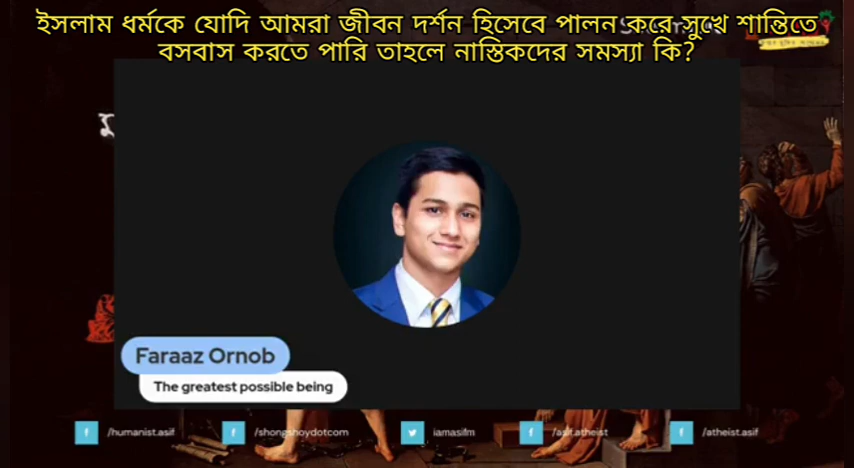 ইসলাম ধর্মকে যোদি আমরা জীবন দর্শন হিসেবে পালন করে সুখে শান্তিতে
বসবাস করতে পারি তাহলে নাস্তিকদের সমস্যা কি?
Faraaz Ornob
The greatest possible being
/humanist.asif
/shongshoydotcom
iamasifm
/asif.atheist
/atheist.asif